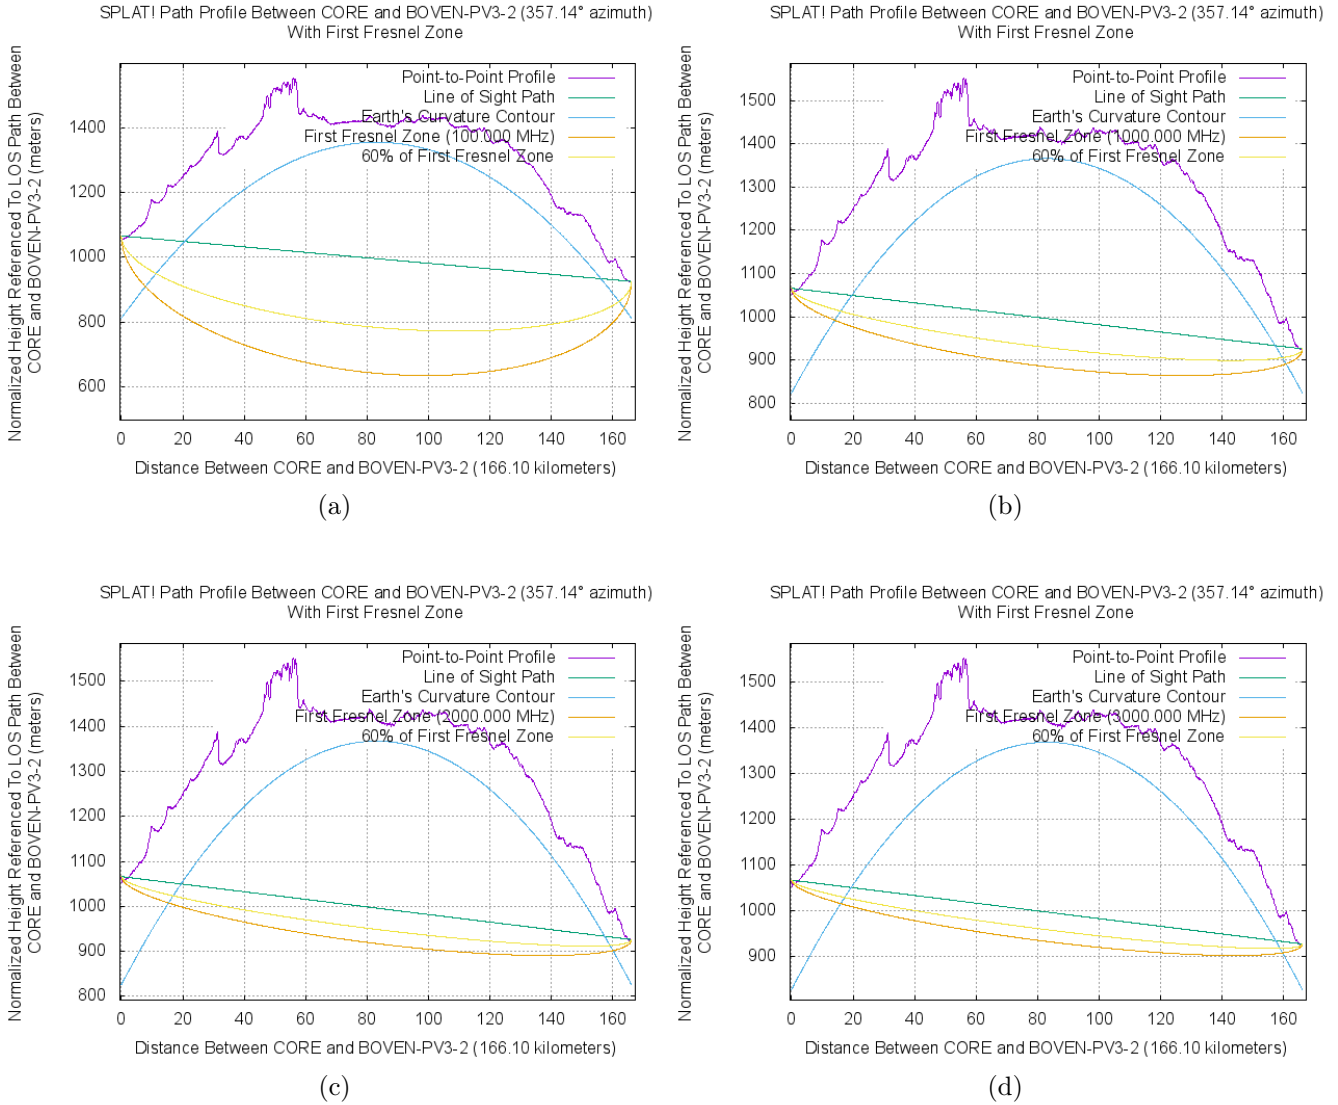 SPLAT! Path Profile Between CORE and BOVEN-PV3-2 (357.14° azimuth)
With First Fresnel Zone
Normalized Height Referenced To LOS Path Between
CORE and BOVEN-PV3-2 (meters)
Point-to-Point Profile
Line of Sight Path
Earth's Curvature Contour
First Fresnel Zone (100.000 MHz)
60% of First Fresnel Zone
1400
1200
1000
800
600
0 20 40 60 80 100 120 140 160
Distance Between CORE and BOVEN-PV3-2 (166.10 kilometers)
(a)
SPLAT! Path Profile Between CORE and BOVEN-PV3-2 (357.14° azimuth)
With First Fresnel Zone
Normalized Height Referenced To LOS Path Between
CORE and BOVEN-PV3-2 (meters)
Point-to-Point Profile
Line of Sight Path
Earth's Curvature Contour
First Fresnel Zone (1000.000 MHz)
60% of First Fresnel Zone
1500
1400
1300
1200
1100
1000
900
800
0 20 40 60 80 100 120 140 160
Distance Between CORE and BOVEN-PV3-2 (166.10 kilometers)
(b)
SPLAT! Path Profile Between CORE and BOVEN-PV3-2 (357.14° azimuth)
With First Fresnel Zone
Normalized Height Referenced To LOS Path Between
CORE and BOVEN-PV3-2 (meters)
Point-to-Point Profile
Line of Sight Path
Earth's Curvature Contour
First Fresnel Zone (2000.000 MHz)
60% of First Fresnel Zone
1500
1400
1300
1200
1100
1000
900
800
0 20 40 60 80 100 120 140 160
Distance Between CORE and BOVEN-PV3-2 (166.10 kilometers)
(c)
SPLAT! Path Profile Between CORE and BOVEN-PV3-2 (357.14° azimuth)
With First Fresnel Zone
Normalized Height Referenced To LOS Path Between
CORE and BOVEN-PV3-2 (meters)
Point-to-Point Profile
Line of Sight Path
Earth's Curvature Contour
First Fresnel Zone (3000.000 MHz)
60% of First Fresnel Zone
1500
1400
1300
1200
1100
1000
900
0 20 40 60 80 100 120 140 160
Distance Between CORE and BOVEN-PV3-2 (166.10 kilometers)
(d)